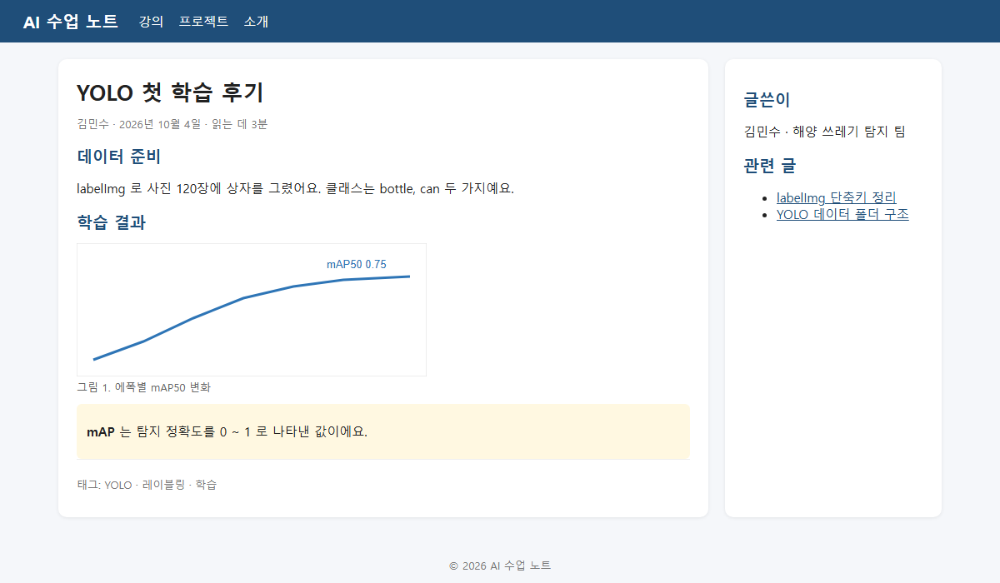 AI 수업 노트 강의 프로젝트 소개
YOLO 첫 학습 후기
김민수 · 2026년 10월 4일 · 읽는 데 3분
데이터 준비
labelImg 로 사진 120장에 상자를 그렸어요. 클래스는 bottle, can 두 가지예요.
학습 결과
mAP50 0.75
그림 1. 에폭별 mAP50 변화
mAP 는 탐지 정확도를 0 ~ 1 로 나타낸 값이에요.
태그: YOLO · 레이블링 · 학습
글쓴이
김민수 · 해양 쓰레기 탐지 팀
관련 글
labelImg 단축키 정리
YOLO 데이터 폴더 구조
© 2026 AI 수업 노트